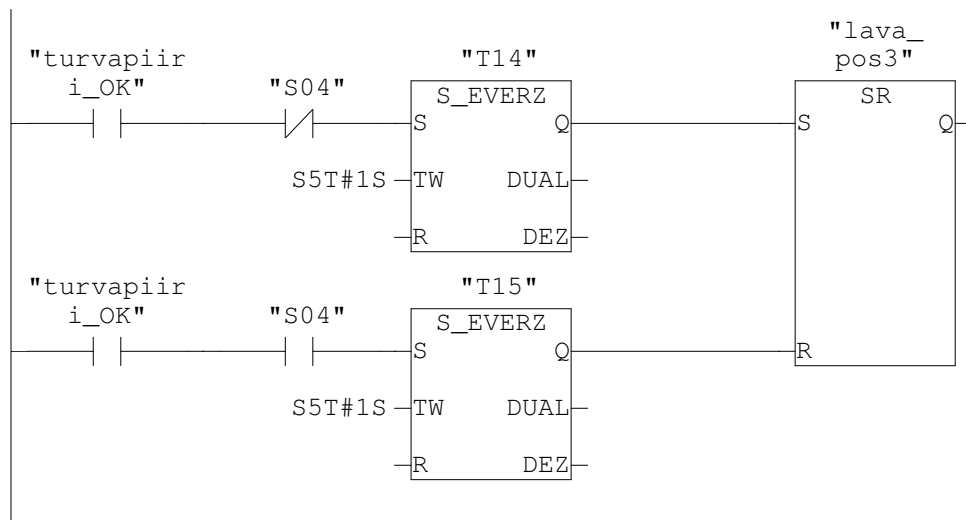 "lava_
pos3"
"turvapiir
i_OK"
"S04"
"T14"
S_EVERZ
SR
S
Q
S
Q
S5T#1S
TW
DUAL
R
DEZ
"turvapiir
i_OK"
"S04"
"T15"
S_EVERZ
S
Q
R
S5T#1S
TW
DUAL
R
DEZ